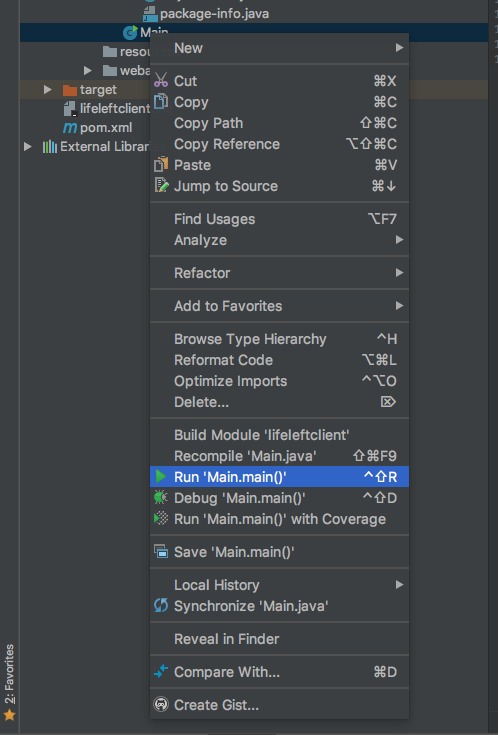 package-info.java
Main
resou
weba
target
lifeleftclient
pom.xml
External Librar
New
Cut ⌘X
Copy ⌘C
Copy Path ⇧⌘C
Copy Reference ⌥⇧⌘C
Paste ⌘V
Jump to Source ⌘↓
Find Usages ⌥F7
Analyze
Refactor
Add to Favorites
Browse Type Hierarchy ^H
Reformat Code ⌥⌘L
Optimize Imports ^⌥O
Delete... ⌦
Build Module 'lifeleftclient'
Recompile 'Main.java' ⇧⌘F9
Run 'Main.main()' ^⇧R
Debug 'Main.main()' ^⇧D
Run 'Main.main()' with Coverage
Save 'Main.main()'
Local History
Synchronize 'Main.java'
Reveal in Finder
Compare With... ⌘D
Create Gist...
2: Favorites